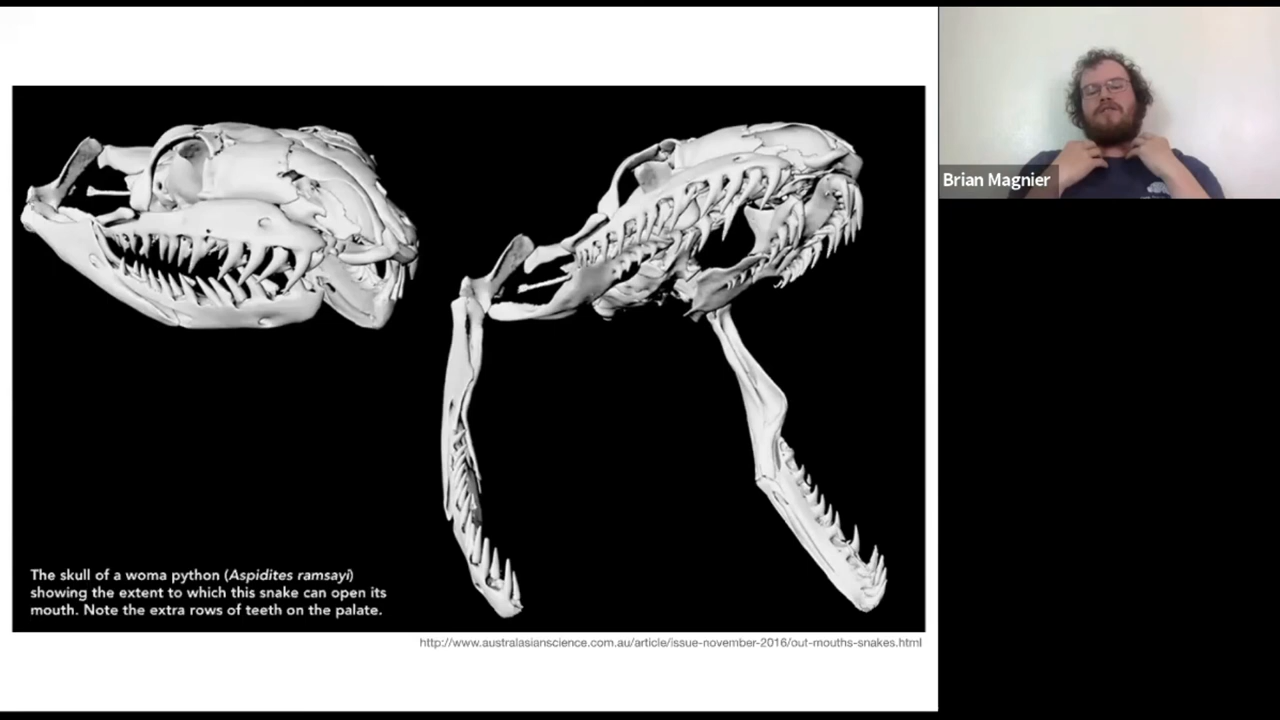 Brian Magnier
The skull of a woma python (Aspidites ramsayi)
showing the extent to which this snake can open its
mouth. Note the extra rows of teeth on the palate.
http://www.australasianscience.com.au/article/issue-november-2016/out-mouths-snakes.html